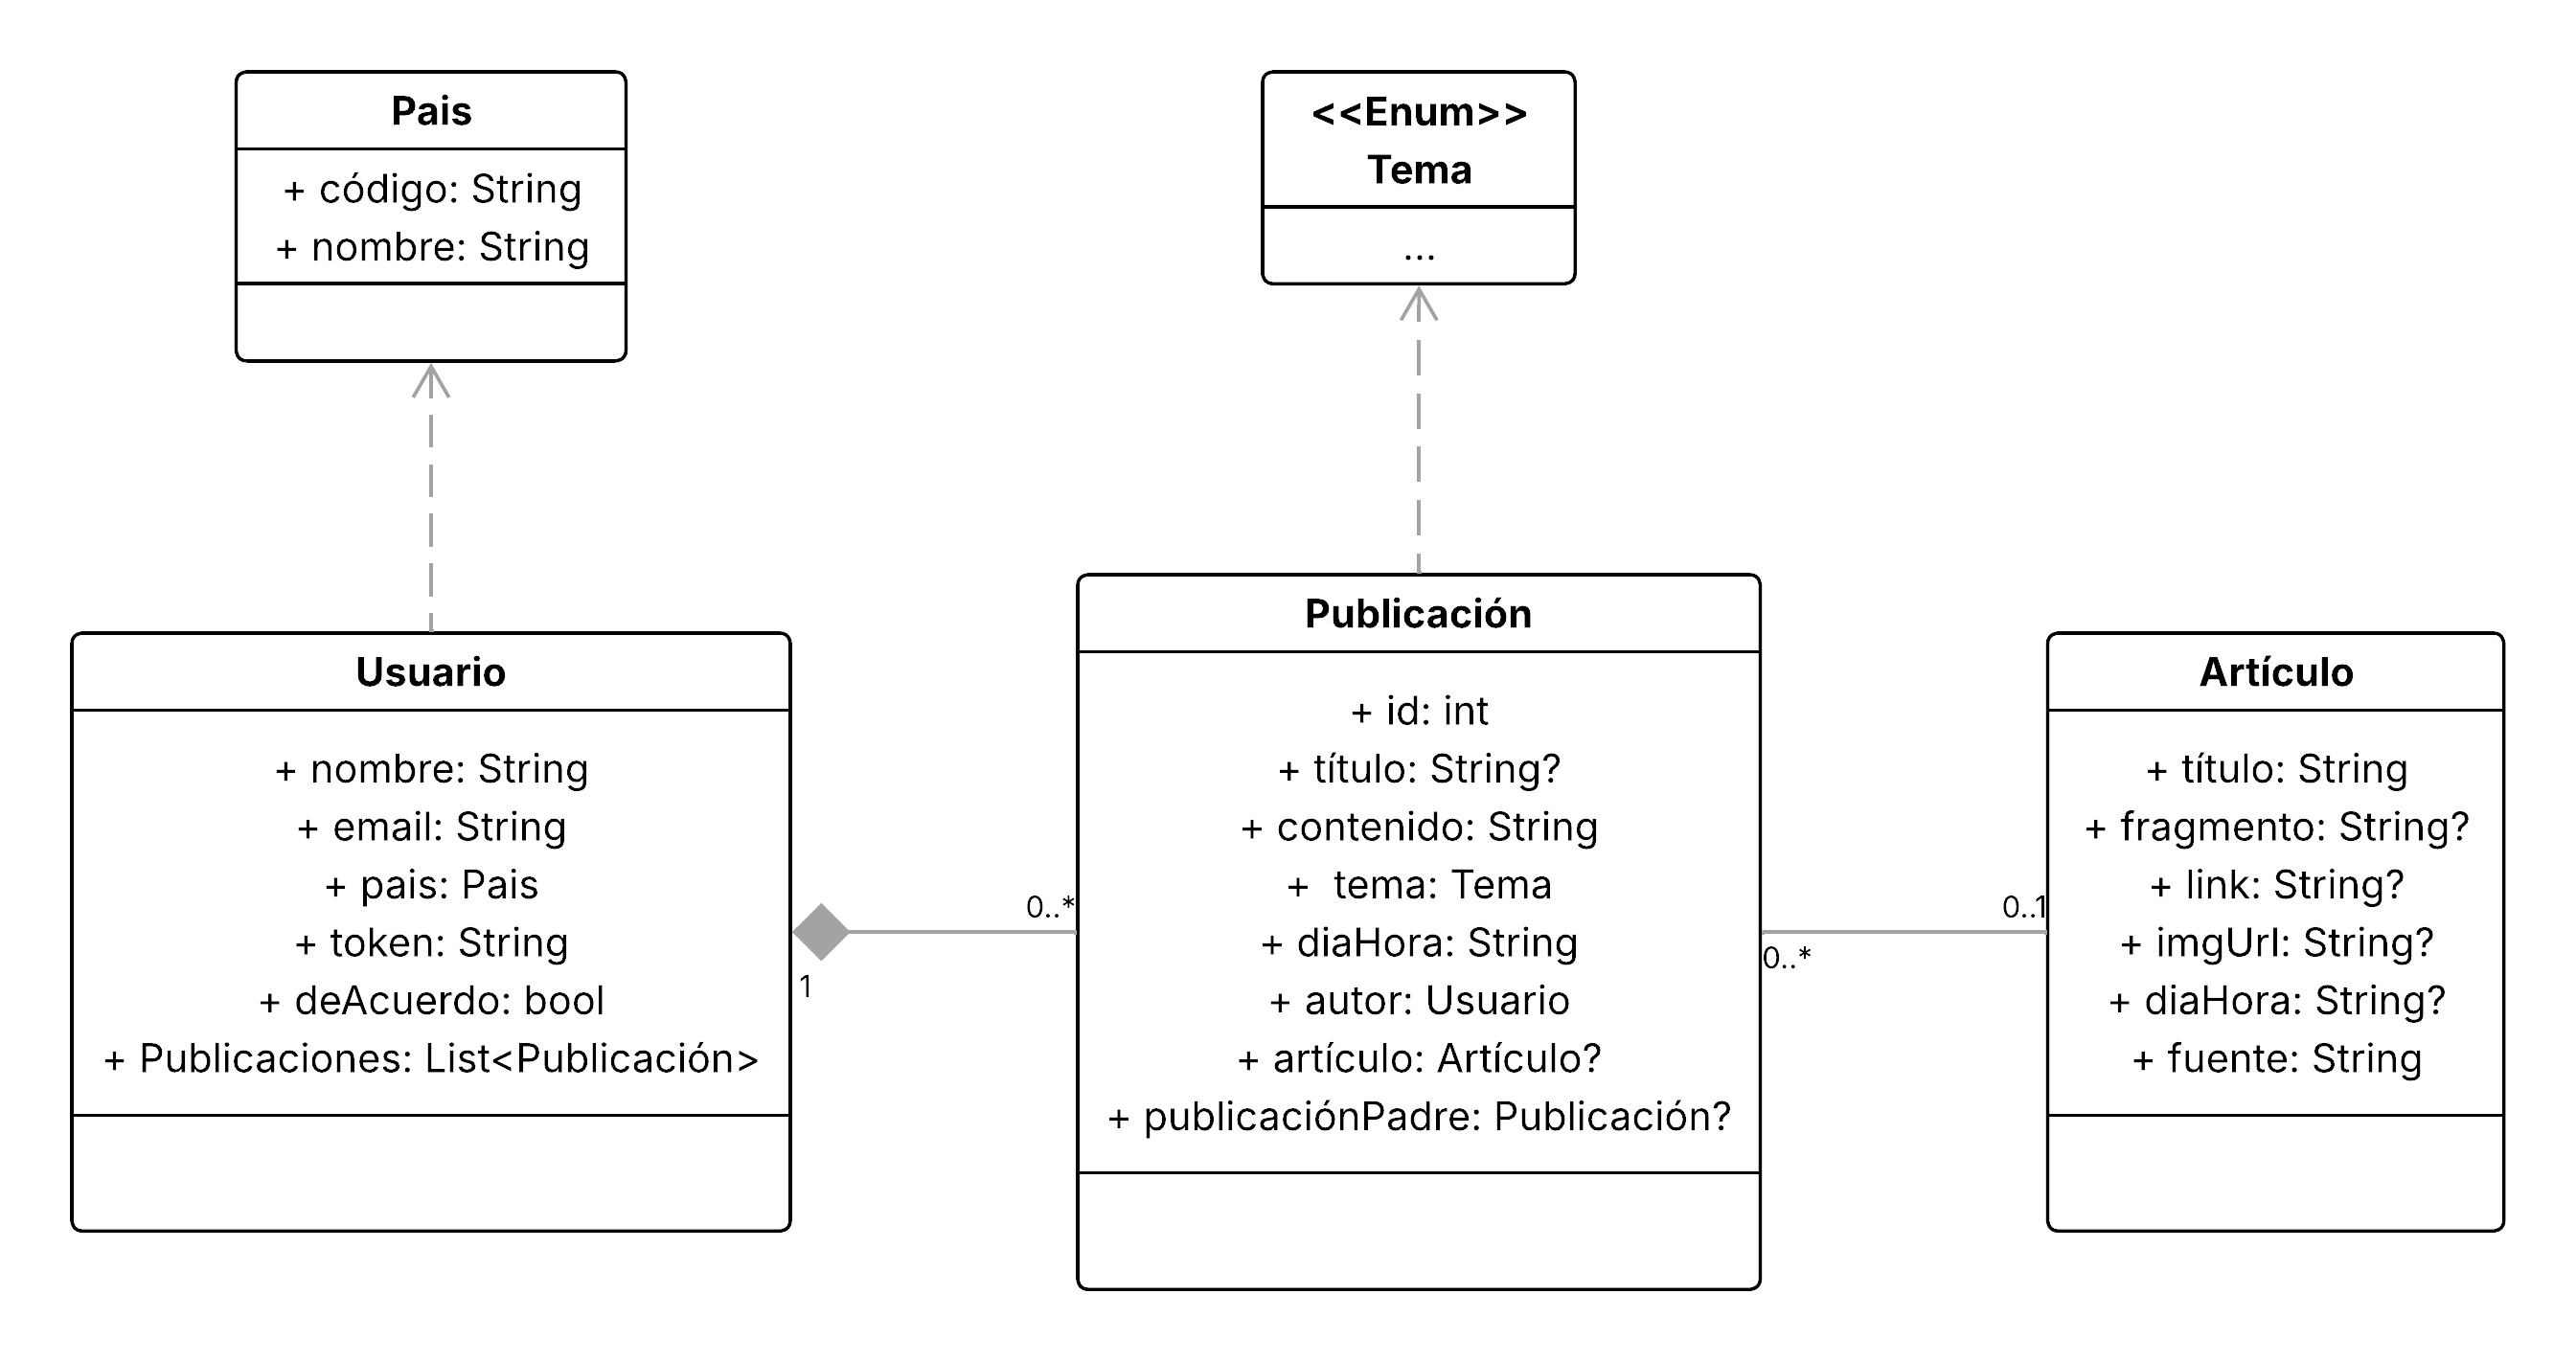 Pais
+ código: String
+ nombre: String
<<Enum>>
Tema
...
Usuario
+ nombre: String
+ email: String
+ pais: Pais
+ token: String
+ deAcuerdo: bool
+ Publicaciones: List<Publicación>
1
0..*
Publicación
+ id: int
+ título: String?
+ contenido: String
+ tema: Tema
+ diaHora: String
+ autor: Usuario
+ artículo: Artículo?
+ publicaciónPadre: Publicación?
0..*
0..1
Artículo
+ título: String
+ fragmento: String?
+ link: String?
+ imgUrl: String?
+ diaHora: String?
+ fuente: String